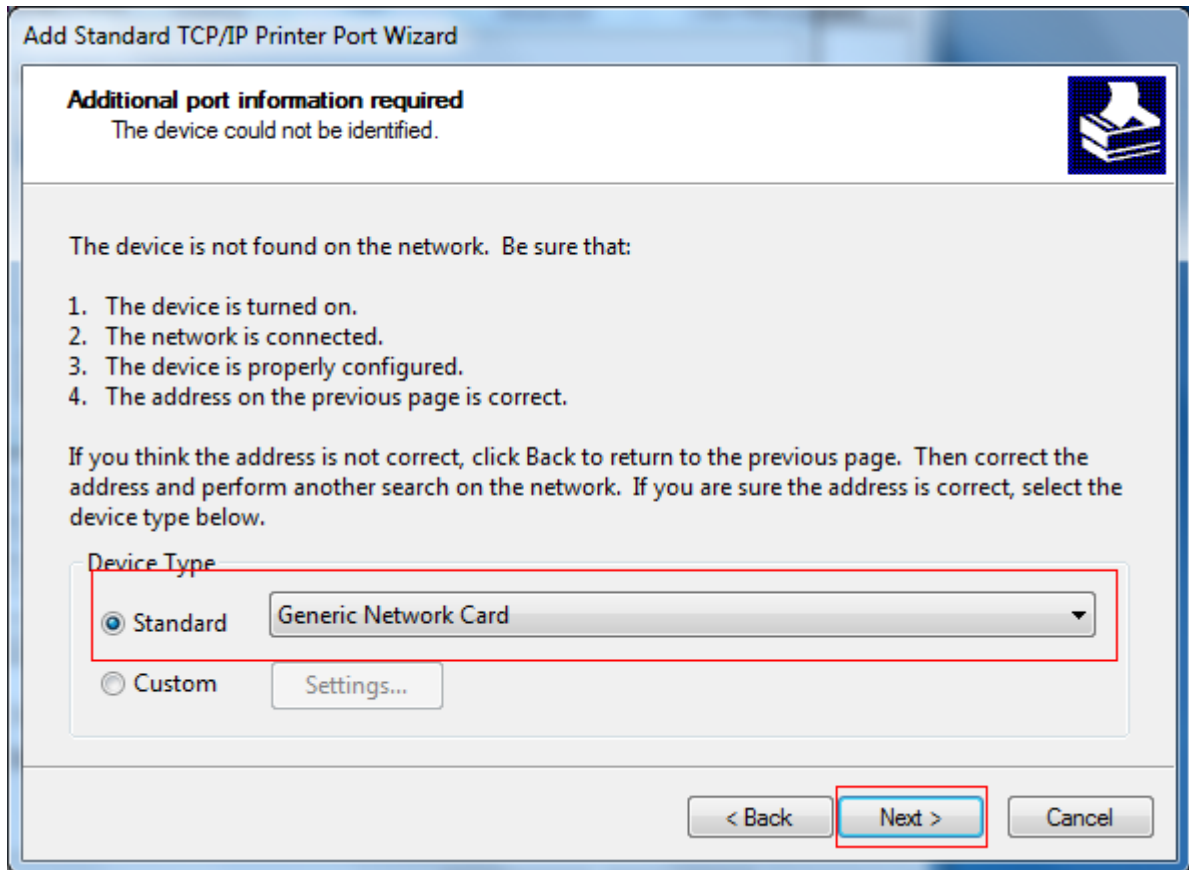 Add Standard TCP/IP Printer Port Wizard
Additional port information required
The device could not be identified.
The device is not found on the network.  Be sure that:
1.  The device is turned on.
2.  The network is connected.
3.  The device is properly configured.
4.  The address on the previous page is correct.
If you think the address is not correct, click Back to return to the previous page.  Then correct the
address and perform another search on the network.  If you are sure the address is correct, select the
device type below.
Device Type
Standard Generic Network Card
Custom Settings...
< Back Next > Cancel